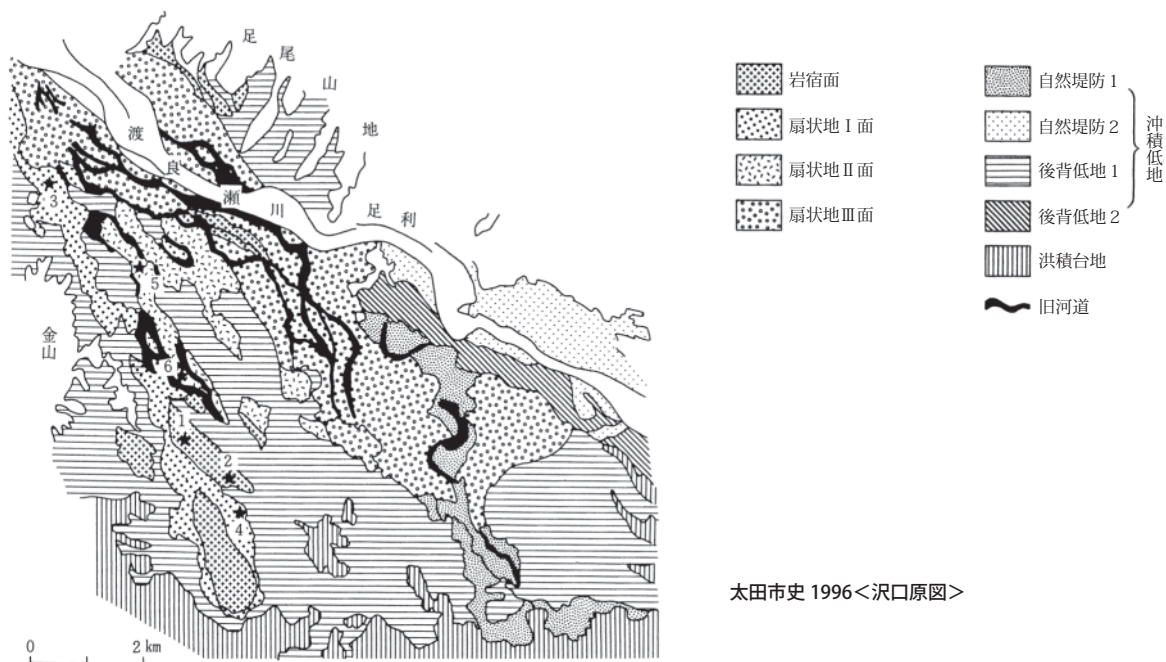 足尾山地
渡良瀬川
足利
金山
3
5
6
1
2
4
0 2 km
岩宿面
扇状地Ⅰ面
扇状地Ⅱ面
扇状地Ⅲ面
自然堤防1
自然堤防2
後背低地1
後背低地2
沖積低地
洪積台地
旧河道
太田市史 1996<沢口原図>